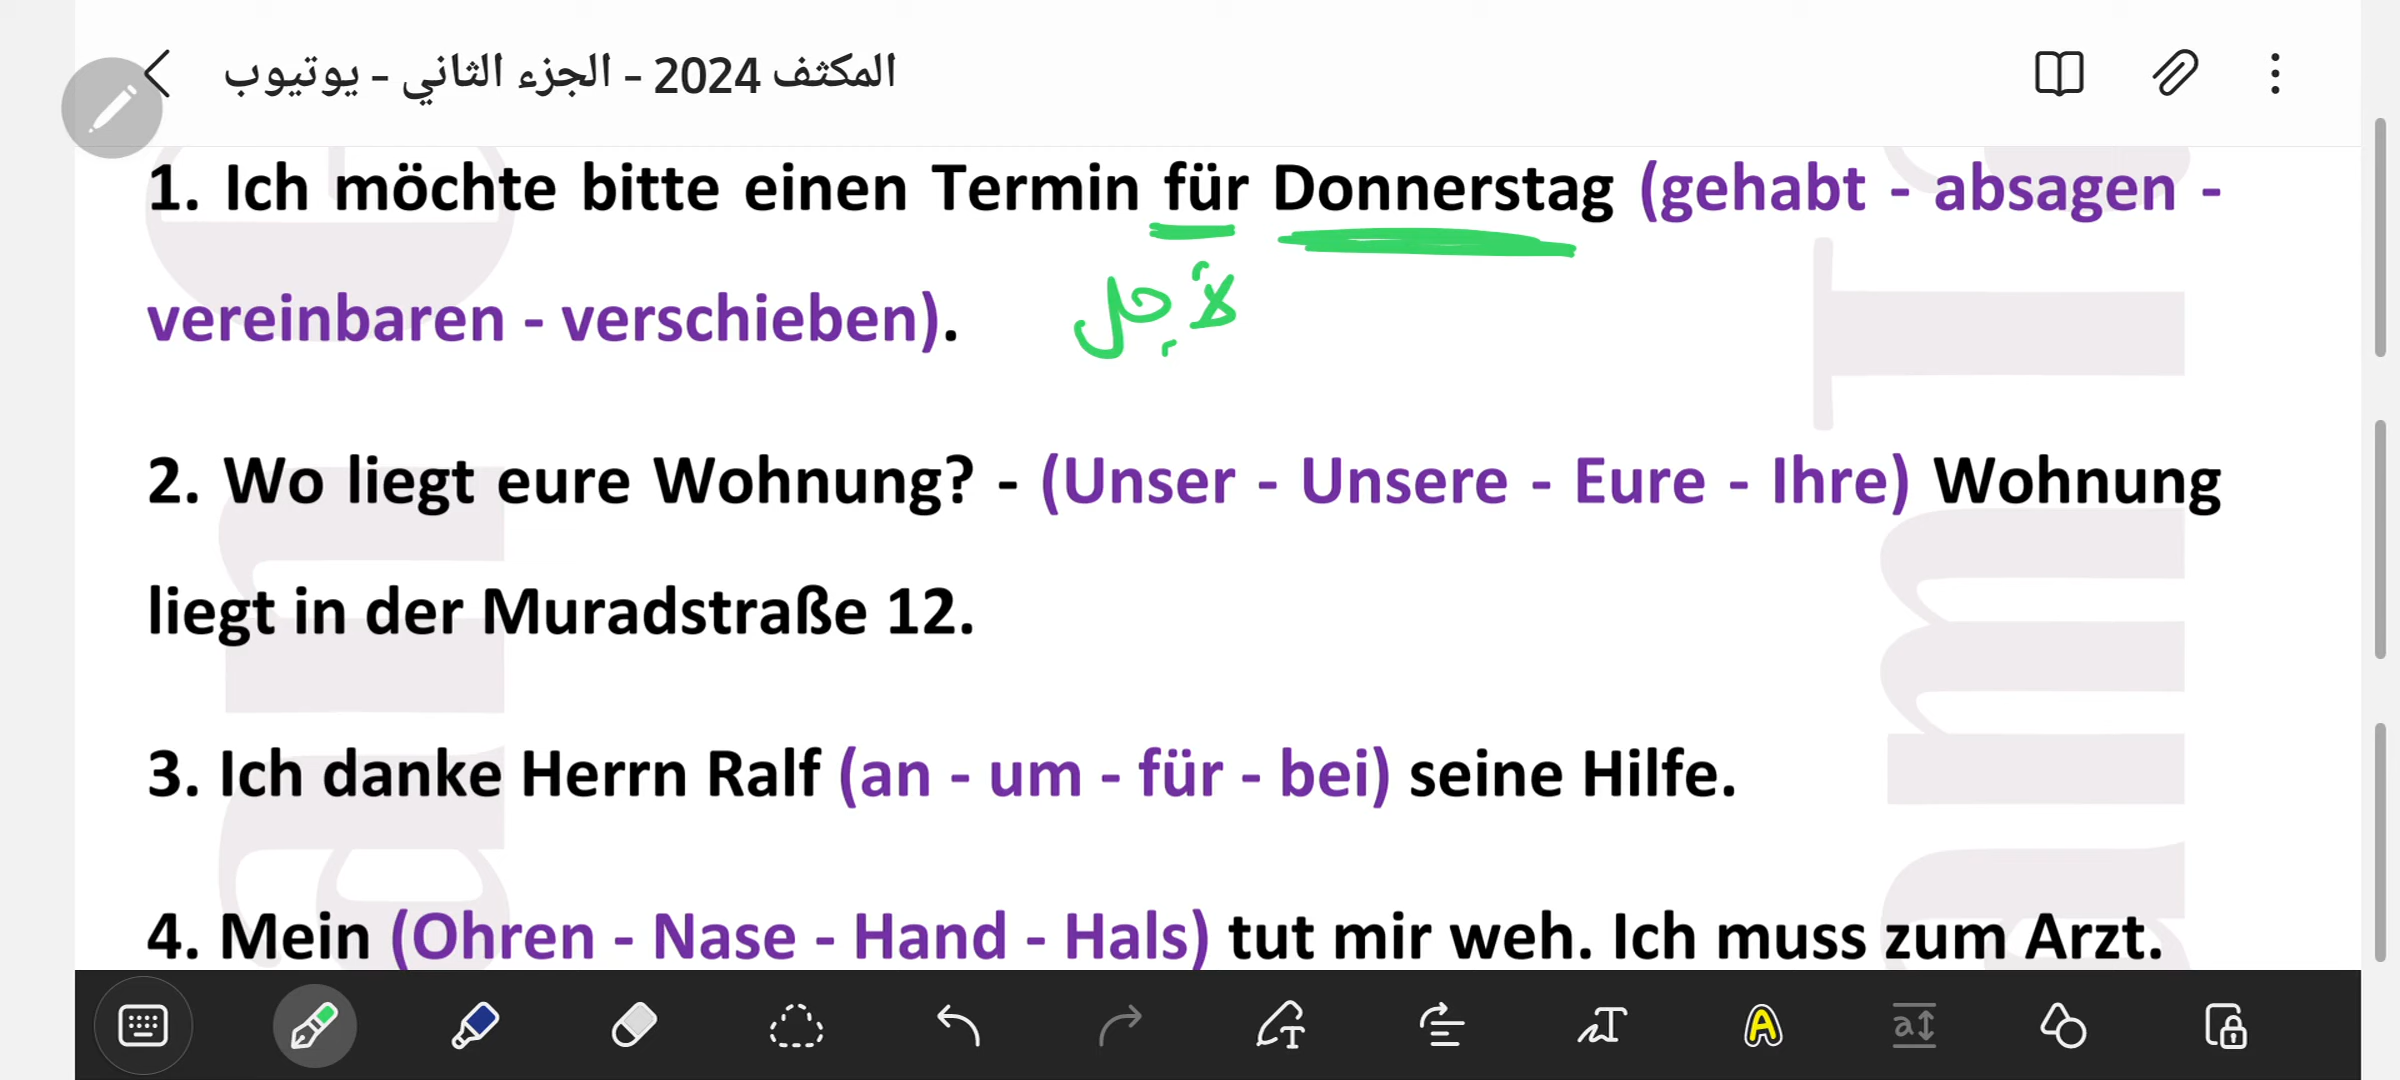 المكثف 2024 - الجزء الثاني - يوتيوب
1. Ich möchte bitte einen Termin für Donnerstag (gehabt - absagen -
vereinbaren - verschieben).
لأجل
2. Wo liegt eure Wohnung? - (Unser - Unsere - Eure - Ihre) Wohnung
liegt in der Muradstraße 12.
3. Ich danke Herrn Ralf (an - um - für - bei) seine Hilfe.
4. Mein (Ohren - Nase - Hand - Hals) tut mir weh. Ich muss zum Arzt.